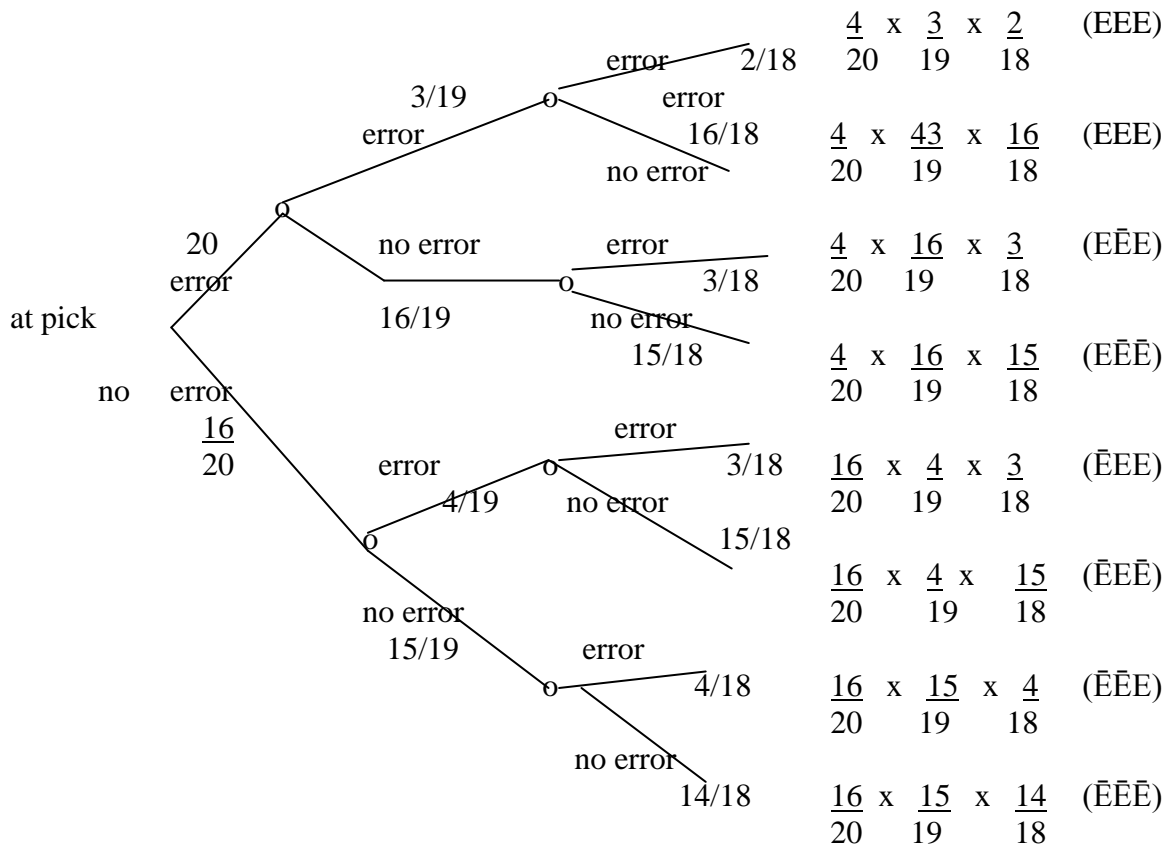 4 x 3 x 2 (EEE)
error 2/18 20 19 18
3/19 o error
error 16/18 4 x 43 x 16 (EEE)
no error 20 19 18
o
20 no error error 4 x 16 x 3 (EĒE)
error o 3/18 20 19 18
at pick 16/19 no error
15/18 4 x 16 x 15 (EĒĒ)
no error 20 19 18
16 error
20 error o 3/18 16 x 4 x 3 (ĒEE)
4/19 no error 20 19 18
o 15/18
16 x 4 x 15 (ĒEĒ)
no error 20 19 18
15/19 error
o 4/18 16 x 15 x 4 (ĒĒE)
20 19 18
no error
14/18 16 x 15 x 14 (ĒĒĒ)
20 19 18